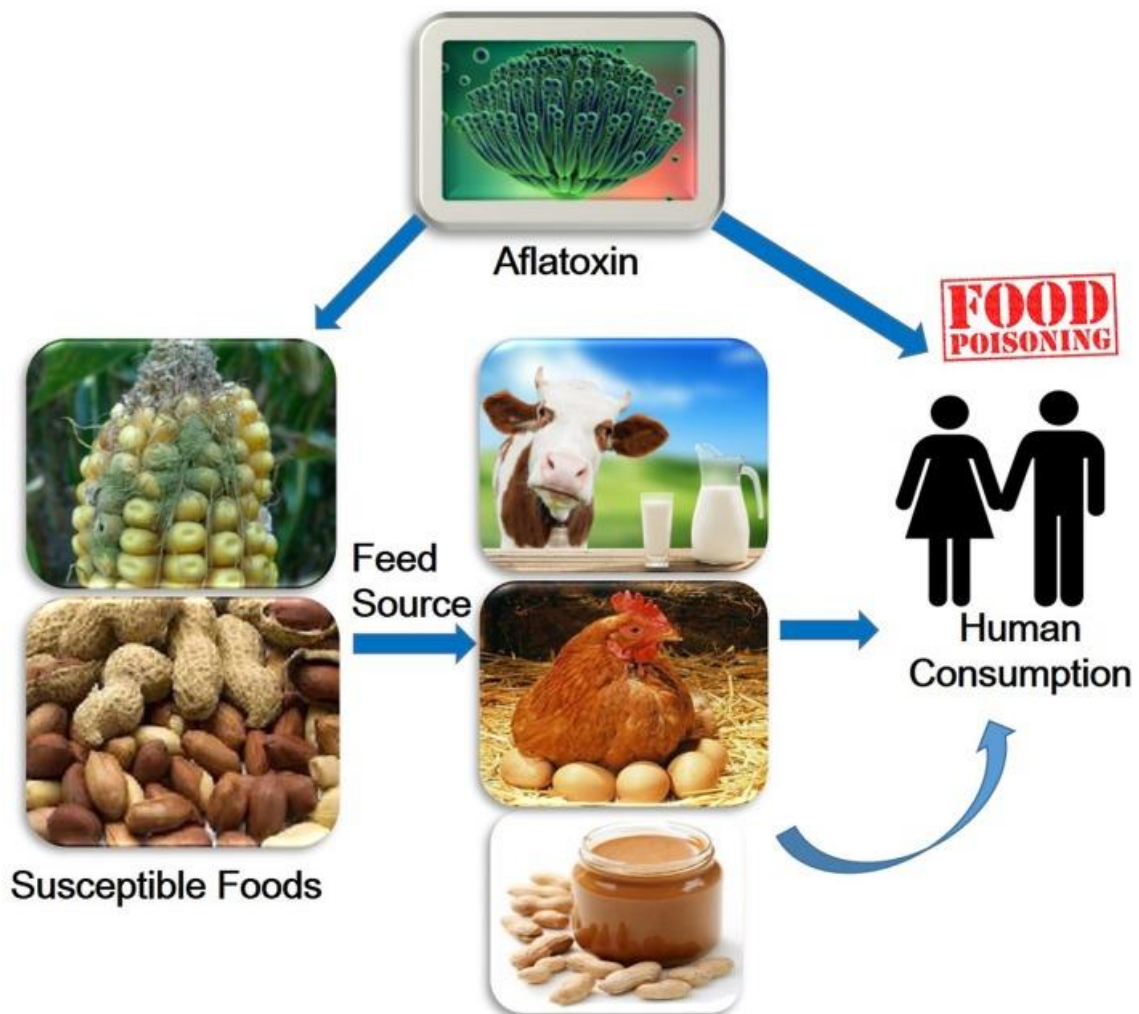 Aflatoxin
FOOD
POISONING
Feed
Source
Human
Consumption
Susceptible Foods